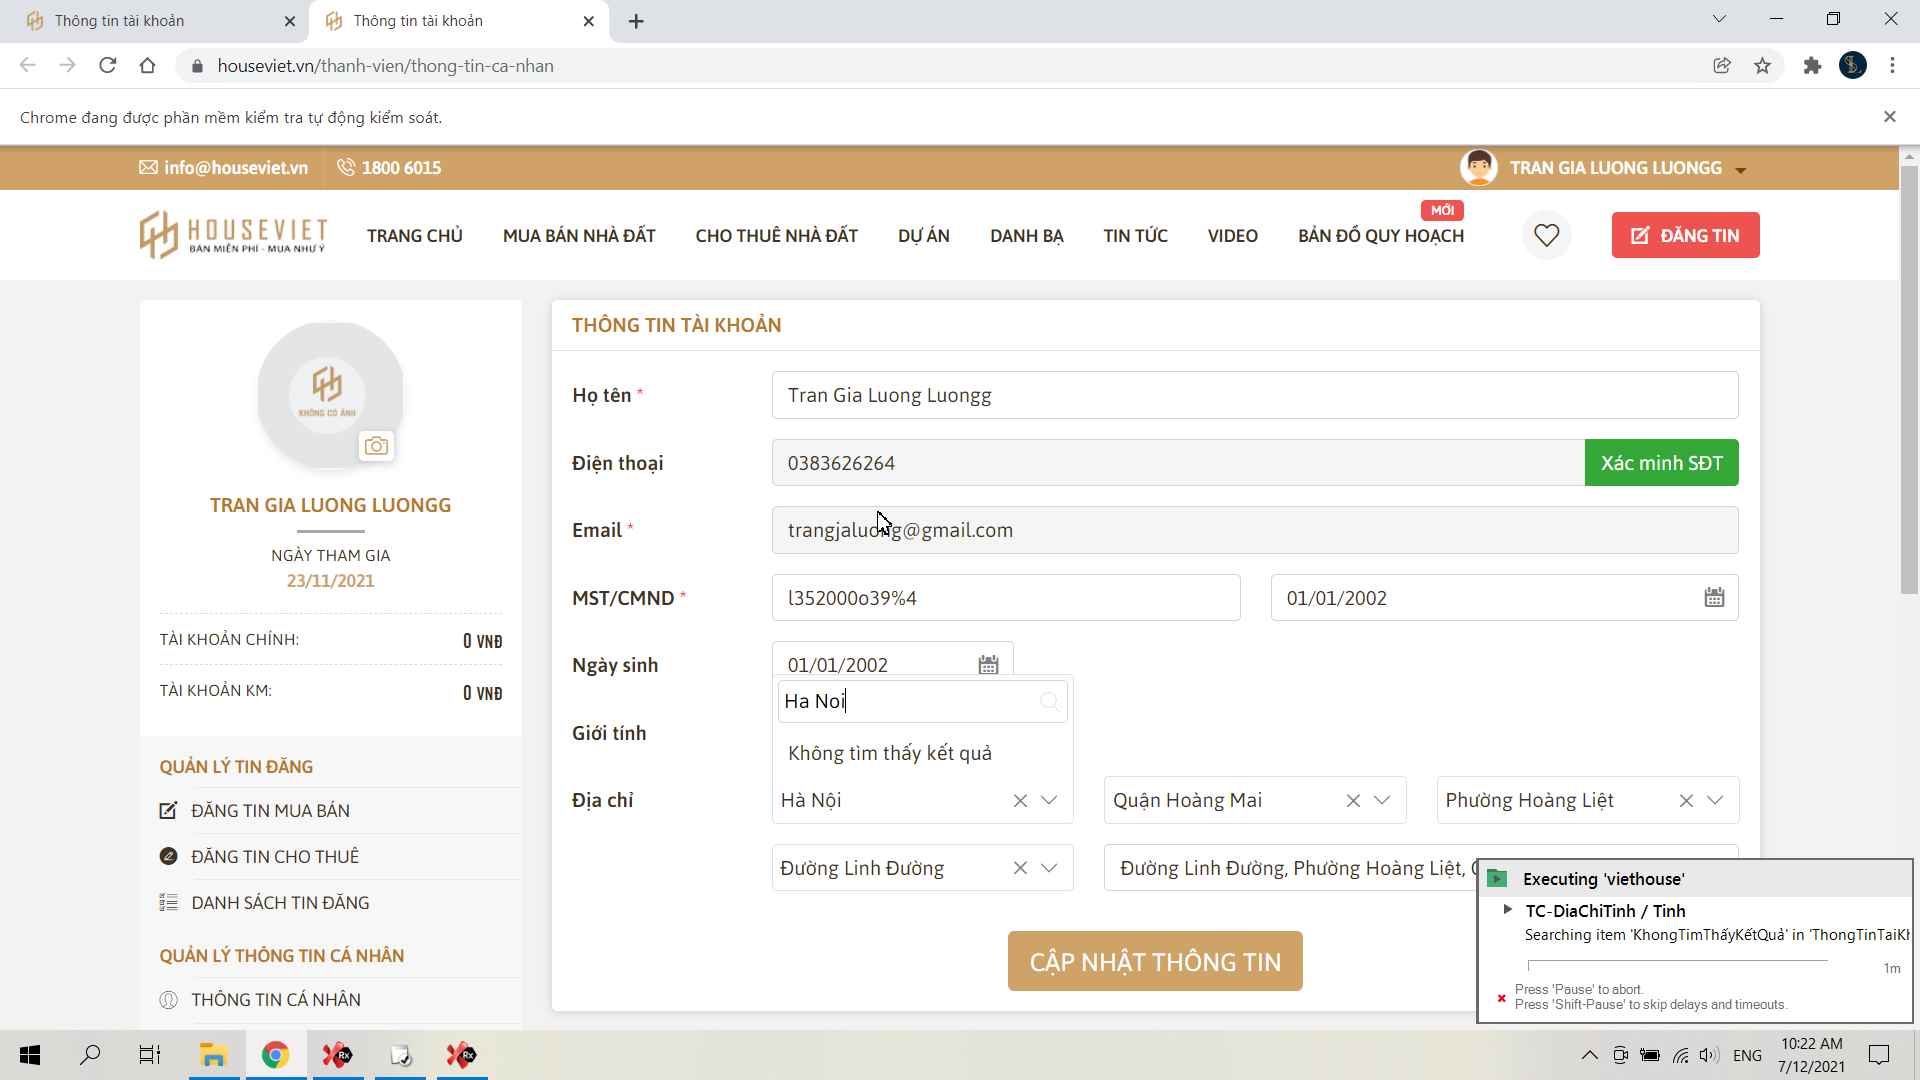 Thông tin tài khoản
Thông tin tài khoản
houseviet.vn/thanh-vien/thong-tin-ca-nhan
Chrome đang được phần mềm kiểm tra tự động kiểm soát.
info@houseviet.vn
1800 6015
TRAN GIA LUONG LUONGG
HOUSEVIET
BÁN MIỄN PHÍ - MUA NHƯ Ý
TRANG CHỦ
MUA BÁN NHÀ ĐẤT
CHO THUÊ NHÀ ĐẤT
DỰ ÁN
DANH BẠ
TIN TỨC
VIDEO
MỚI
BẢN ĐỒ QUY HOẠCH
ĐĂNG TIN
KHÔNG CÓ ẢNH
TRAN GIA LUONG LUONGG
NGÀY THAM GIA
23/11/2021
TÀI KHOẢN CHÍNH: 0 VNĐ
TÀI KHOẢN KM: 0 VNĐ
QUẢN LÝ TIN ĐĂNG
ĐĂNG TIN MUA BÁN
ĐĂNG TIN CHO THUÊ
DANH SÁCH TIN ĐĂNG
QUẢN LÝ THÔNG TIN CÁ NHÂN
THÔNG TIN CÁ NHÂN
THÔNG TIN TÀI KHOẢN
Họ tên * Tran Gia Luong Luongg
Điện thoại 0383626264 Xác minh SĐT
Email * trangjaluong@gmail.com
MST/CMND * l352000o39%4 01/01/2002
Ngày sinh 01/01/2002
Ha Noi
Giới tính
Không tìm thấy kết quả
Địa chỉ Hà Nội Quận Hoàng Mai Phường Hoàng Liệt
Đường Linh Đường Đường Linh Đường, Phường Hoàng Liệt,
CẬP NHẬT THÔNG TIN
Executing 'viethouse'
TC-DiaChiTinh / Tinh
Searching item 'KhongTimThấyKếtQuả' in 'ThongTinTaiKh
1m
Press 'Pause' to abort.
Press 'Shift-Pause' to skip delays and timeouts.
ENG
10:22 AM
7/12/2021